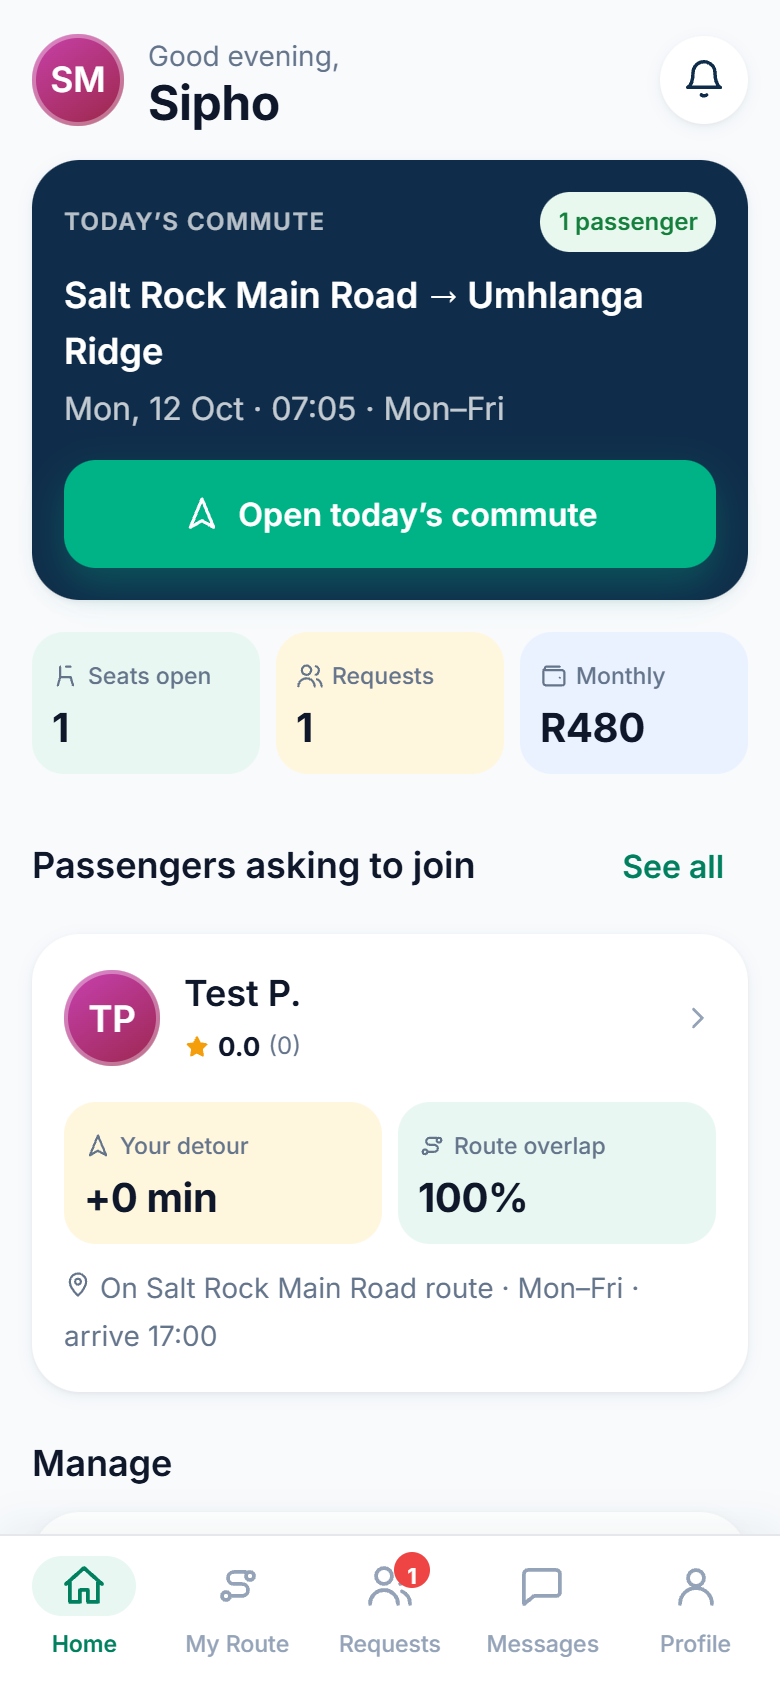 SM
Good evening,
Sipho
TODAY’S COMMUTE
1 passenger
Salt Rock Main Road → Umhlanga
Ridge
Mon, 12 Oct · 07:05 · Mon–Fri
Open today’s commute
Seats open
1
Requests
1
Monthly
R480
Passengers asking to join
See all
TP
Test P.
0.0 (0)
Your detour
+0 min
Route overlap
100%
On Salt Rock Main Road route · Mon–Fri ·
arrive 17:00
Manage
1
Home
My Route
Requests
Messages
Profile